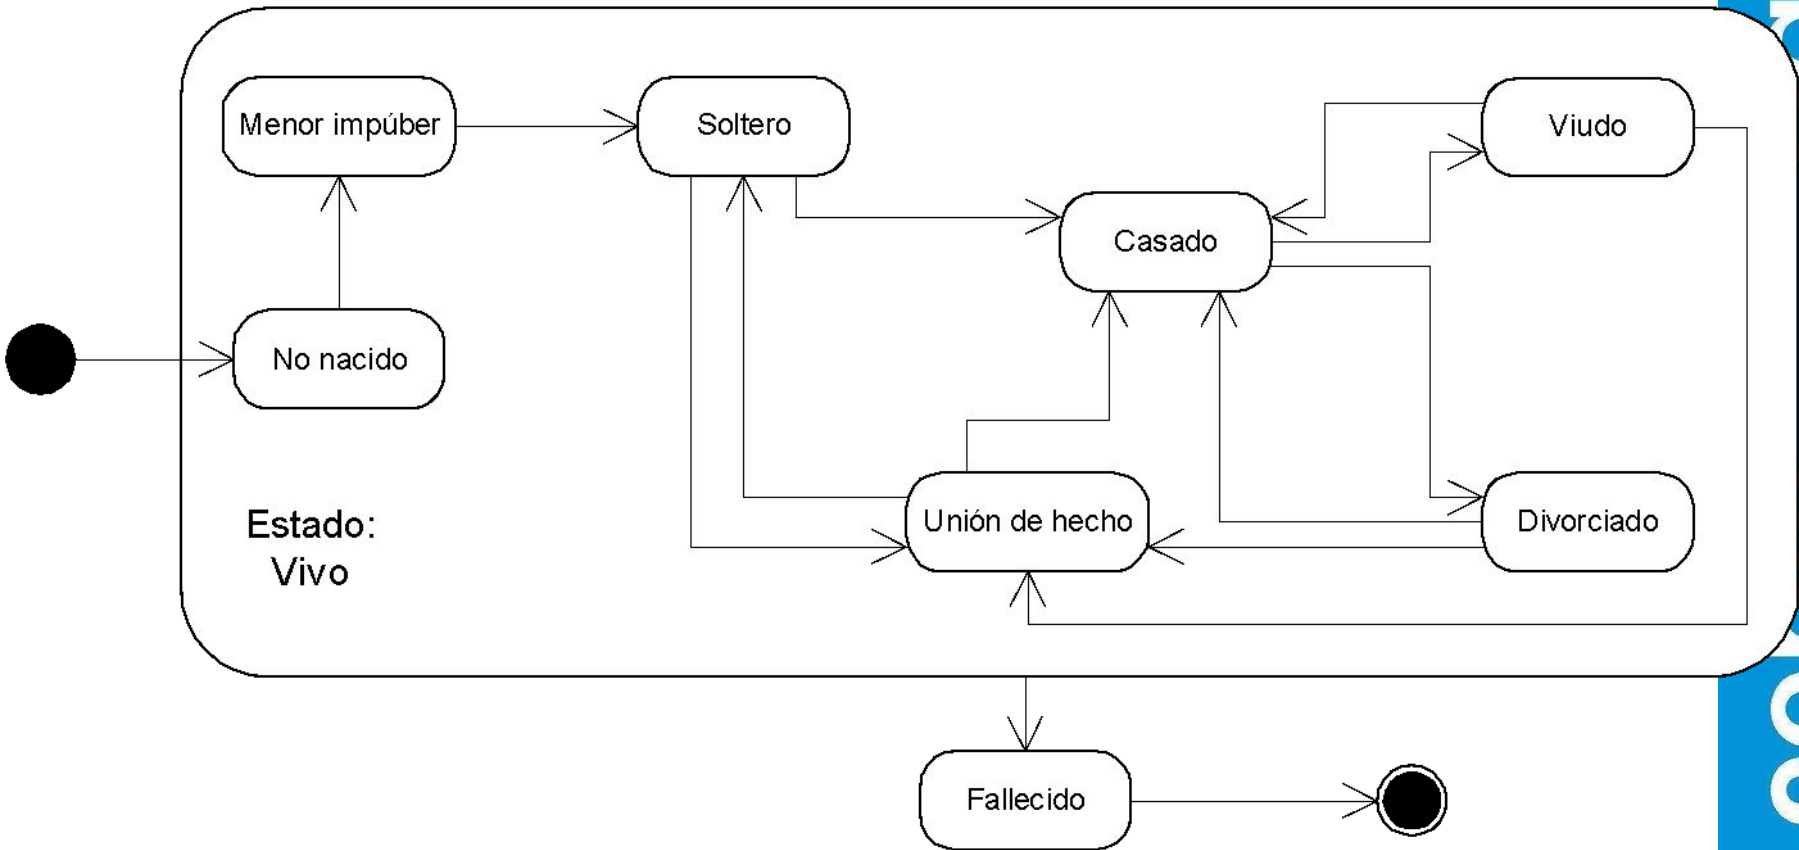 Menor impúber
Soltero
Viudo
Casado
No nacido
Unión de hecho
Divorciado
Estado:
Vivo
Fallecido